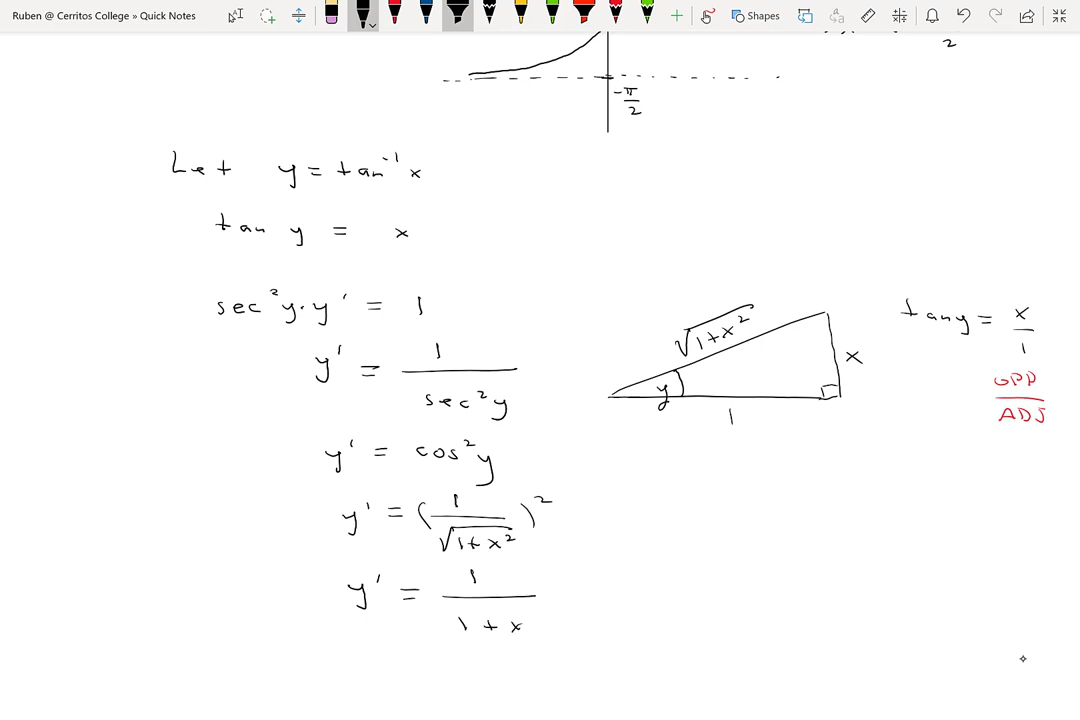 Ruben @ Cerritos College » Quick Notes
Shapes
2
-π/2
Let y = tan⁻¹ x
tan y = x
sec²y · y' = 1
y' = 1/sec²y
y' = cos²y
y' = (1/√(1+x²))²
y' = 1/(1 + x)
√(1+x²)
x
y
1
tan y = x/1
OPP/ADJ